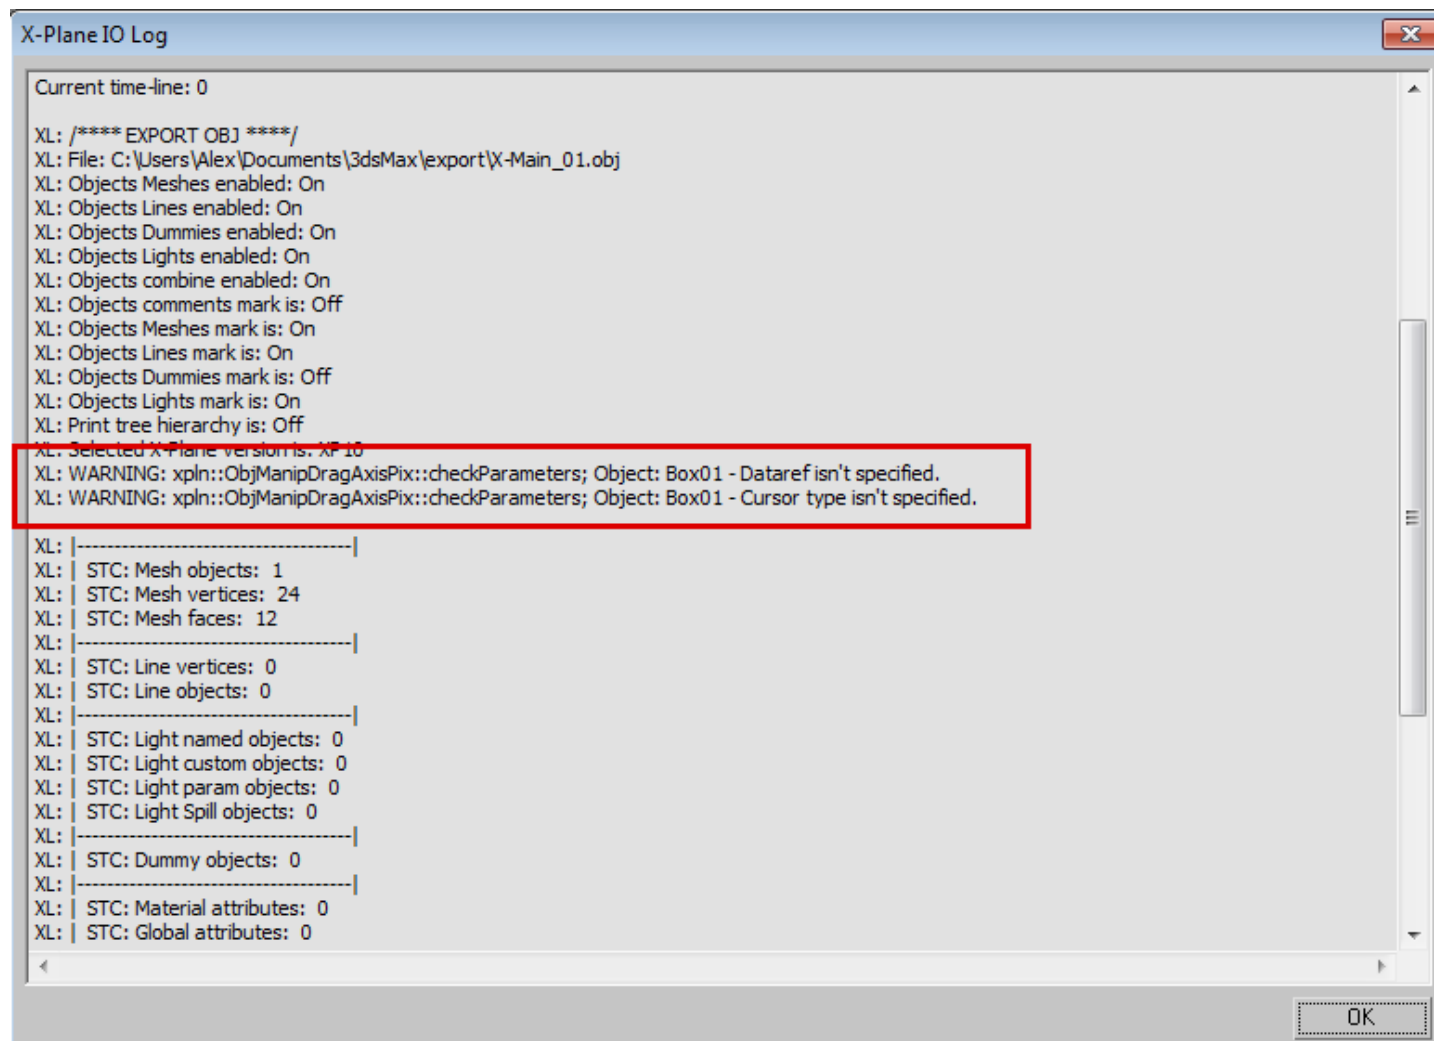 X-Plane IO Log
Current time-line: 0
XL: /**** EXPORT OBJ ****/
XL: File: C:\Users\Alex\Documents\3dsMax\export\X-Main_01.obj
XL: Objects Meshes enabled: On
XL: Objects Lines enabled: On
XL: Objects Dummies enabled: On
XL: Objects Lights enabled: On
XL: Objects combine enabled: On
XL: Objects comments mark is: Off
XL: Objects Meshes mark is: On
XL: Objects Lines mark is: On
XL: Objects Dummies mark is: Off
XL: Objects Lights mark is: On
XL: Print tree hierarchy is: Off
XL: Selected X-Plane version is: XP10
XL: WARNING: xpln::ObjManipDragAxisPix::checkParameters; Object: Box01 - Dataref isn't specified.
XL: WARNING: xpln::ObjManipDragAxisPix::checkParameters; Object: Box01 - Cursor type isn't specified.
XL: |-------------------------------------|
XL: | STC: Mesh objects: 1
XL: | STC: Mesh vertices: 24
XL: | STC: Mesh faces: 12
XL: |-------------------------------------|
XL: | STC: Line vertices: 0
XL: | STC: Line objects: 0
XL: |-------------------------------------|
XL: | STC: Light named objects: 0
XL: | STC: Light custom objects: 0
XL: | STC: Light param objects: 0
XL: | STC: Light Spill objects: 0
XL: |-------------------------------------|
XL: | STC: Dummy objects: 0
XL: |-------------------------------------|
XL: | STC: Material attributes: 0
XL: | STC: Global attributes: 0
OK